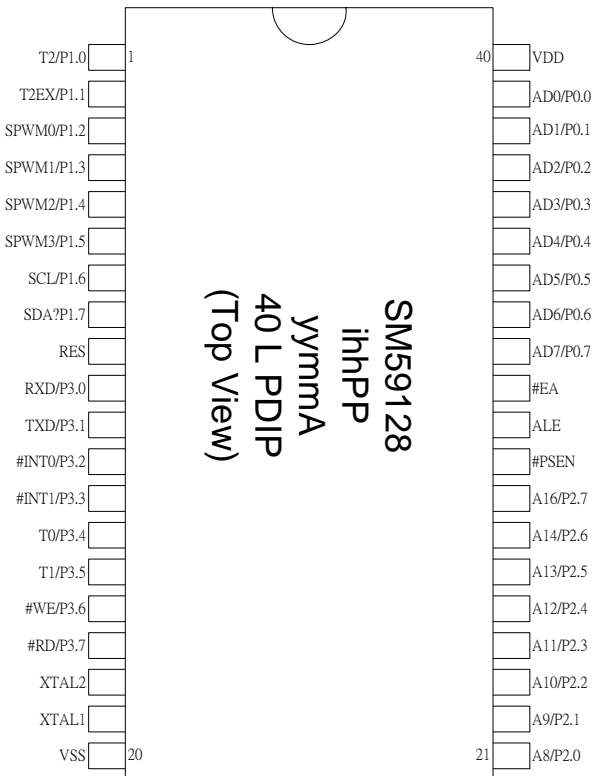 T2/P1.0
T2EX/P1.1
SPWM0/P1.2
SPWM1/P1.3
SPWM2/P1.4
SPWM3/P1.5
SCL/P1.6
SDA?P1.7
RES
RXD/P3.0
TXD/P3.1
#INT0/P3.2
#INT1/P3.3
T0/P3.4
T1/P3.5
#WE/P3.6
#RD/P3.7
XTAL2
XTAL1
VSS
1
20
SM59128
ihhPP
yymmA
40 L PDIP
(Top View)
40
21
VDD
AD0/P0.0
AD1/P0.1
AD2/P0.2
AD3/P0.3
AD4/P0.4
AD5/P0.5
AD6/P0.6
AD7/P0.7
#EA
ALE
#PSEN
A16/P2.7
A14/P2.6
A13/P2.5
A12/P2.4
A11/P2.3
A10/P2.2
A9/P2.1
A8/P2.0